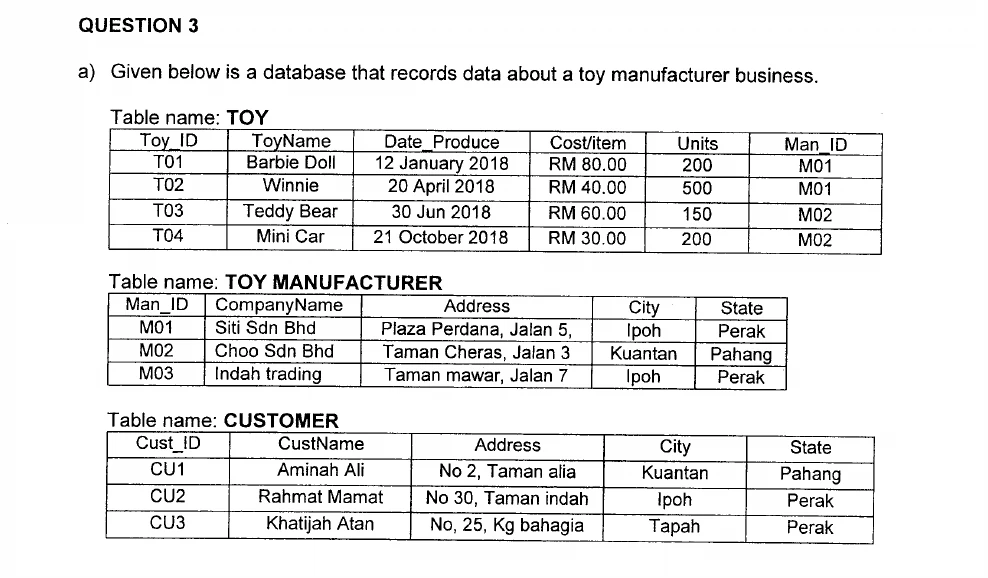 QUESTION 3
a) Given below is a database that records data about a toy manufacturer business.
Table name: TOY
Toy_ID ToyName Date_Produce Cost/item Units Man_ID
T01 Barbie Doll 12 January 2018 RM 80.00 200 M01
T02 Winnie 20 April 2018 RM 40.00 500 M01
T03 Teddy Bear 30 Jun 2018 RM 60.00 150 M02
T04 Mini Car 21 October 2018 RM 30.00 200 M02
Table name: TOY MANUFACTURER
Man_ID CompanyName Address City State
M01 Siti Sdn Bhd Plaza Perdana, Jalan 5, Ipoh Perak
M02 Choo Sdn Bhd Taman Cheras, Jalan 3 Kuantan Pahang
M03 Indah trading Taman mawar, Jalan 7 Ipoh Perak
Table name: CUSTOMER
Cust_ID CustName Address City State
CU1 Aminah Ali No 2, Taman alia Kuantan Pahang
CU2 Rahmat Mamat No 30, Taman indah Ipoh Perak
CU3 Khatijah Atan No, 25, Kg bahagia Tapah Perak